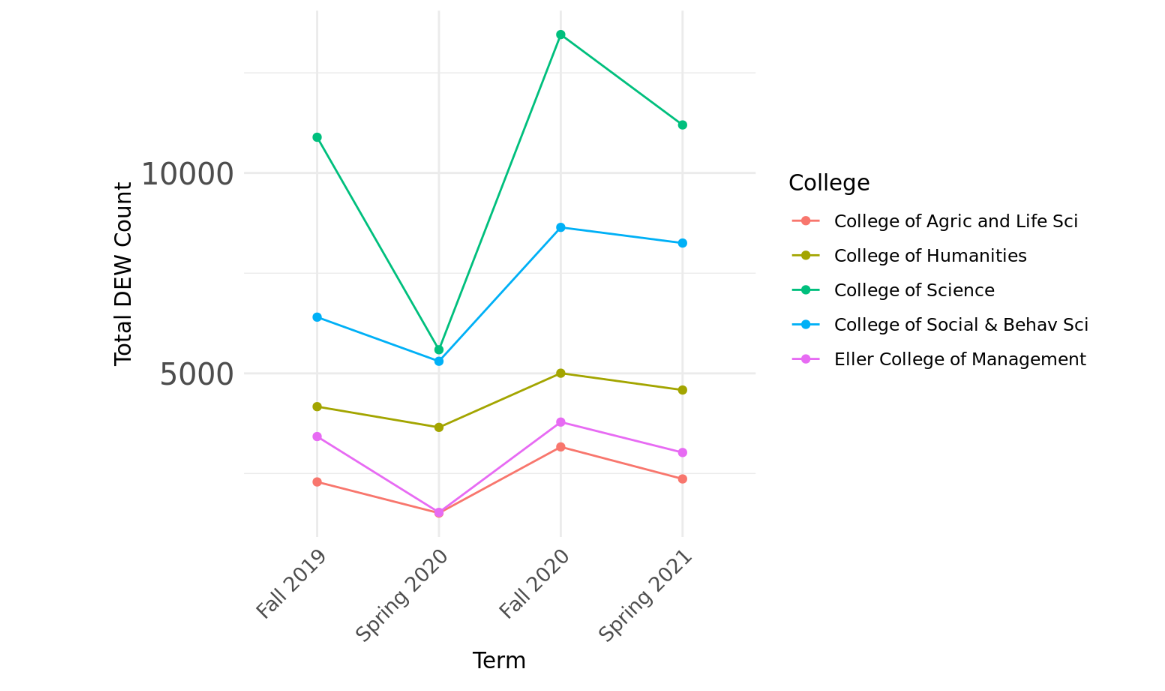 Total DEW Count
10000
5000
Fall 2019
Spring 2020
Fall 2020
Spring 2021
Term
College
College of Agric and Life Sci
College of Humanities
College of Science
College of Social & Behav Sci
Eller College of Management